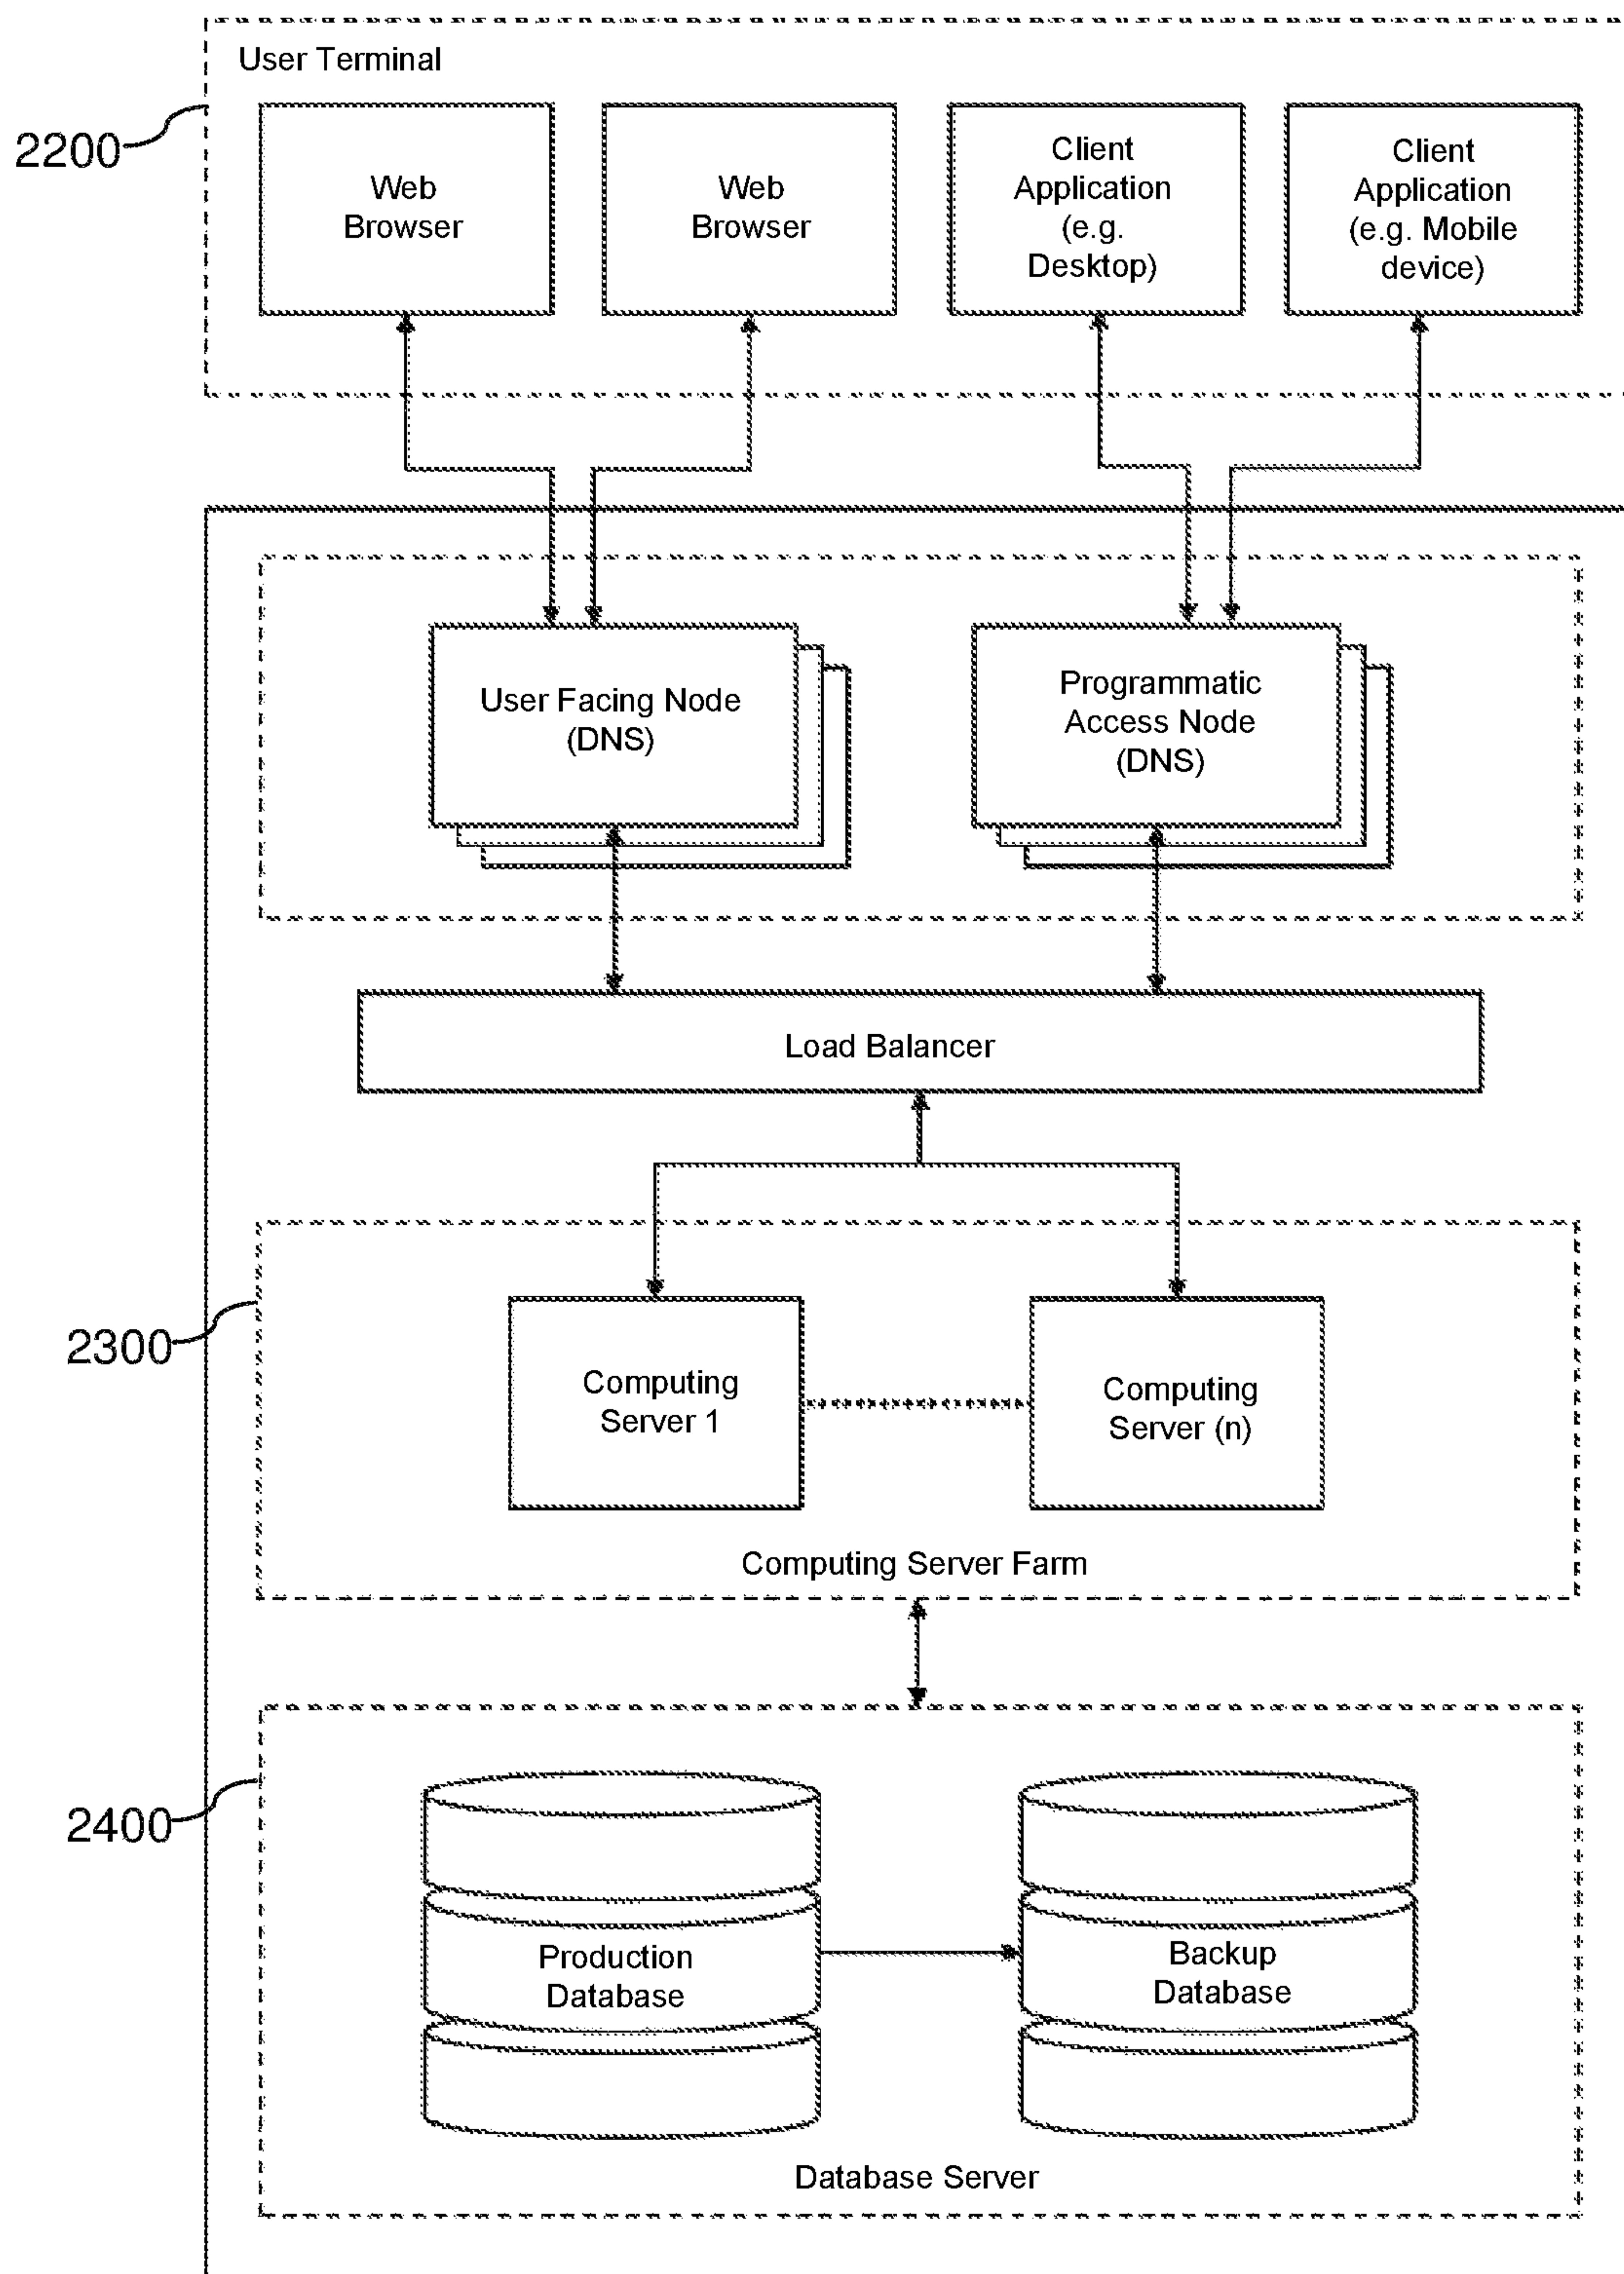 User Terminal
2200
Web
Browser
Web
Browser
Client
Application
(e.g.
Desktop)
Client
Application
(e.g. Mobile
device)
User Facing Node
(DNS)
Programmatic
Access Node
(DNS)
Load Balancer
2300
Computing
Server 1
Computing
Server (n)
Computing Server Farm
2400
Production
Database
Backup
Database
Database Server